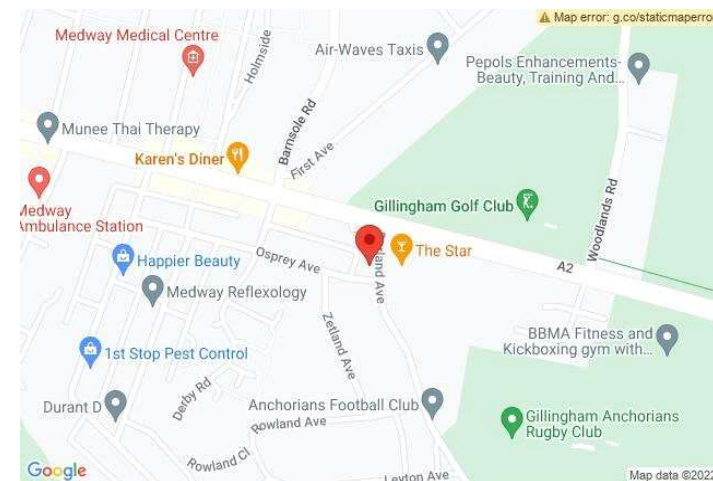 Map error: g.co/staticmaperro
Medway Medical Centre
Holmside
Air-Waves Taxis
Pepols Enhancements-
Beauty, Training And...
Munee Thai Therapy
Barnsole Rd
First Ave
Karen's Diner
Medway
Ambulance Station
Gillingham Golf Club
Woodlands Rd
Happier Beauty
Osprey Ave
The Star
A2
Medway Reflexology
land Ave
Zetland Ave
1st Stop Pest Control
BBMA Fitness and
Kickboxing gym with...
Derby Rd
Durant D
Anchorians Football Club
Rowland Ave
Gillingham Anchorians
Rugby Club
Rowland Cl
Leyton Ave
Google
Map data ©2022